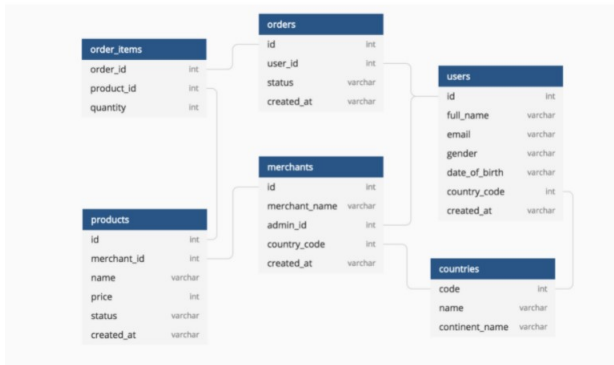 orders
id int
user_id int
status varchar
created_at varchar
order_items
order_id int
product_id int
quantity int
users
id int
full_name varchar
email varchar
gender varchar
date_of_birth varchar
country_code int
created_at varchar
merchants
id int
merchant_name varchar
admin_id int
country_code int
created_at varchar
products
id int
merchant_id int
name varchar
price int
status varchar
created_at varchar
countries
code int
name varchar
continent_name varchar